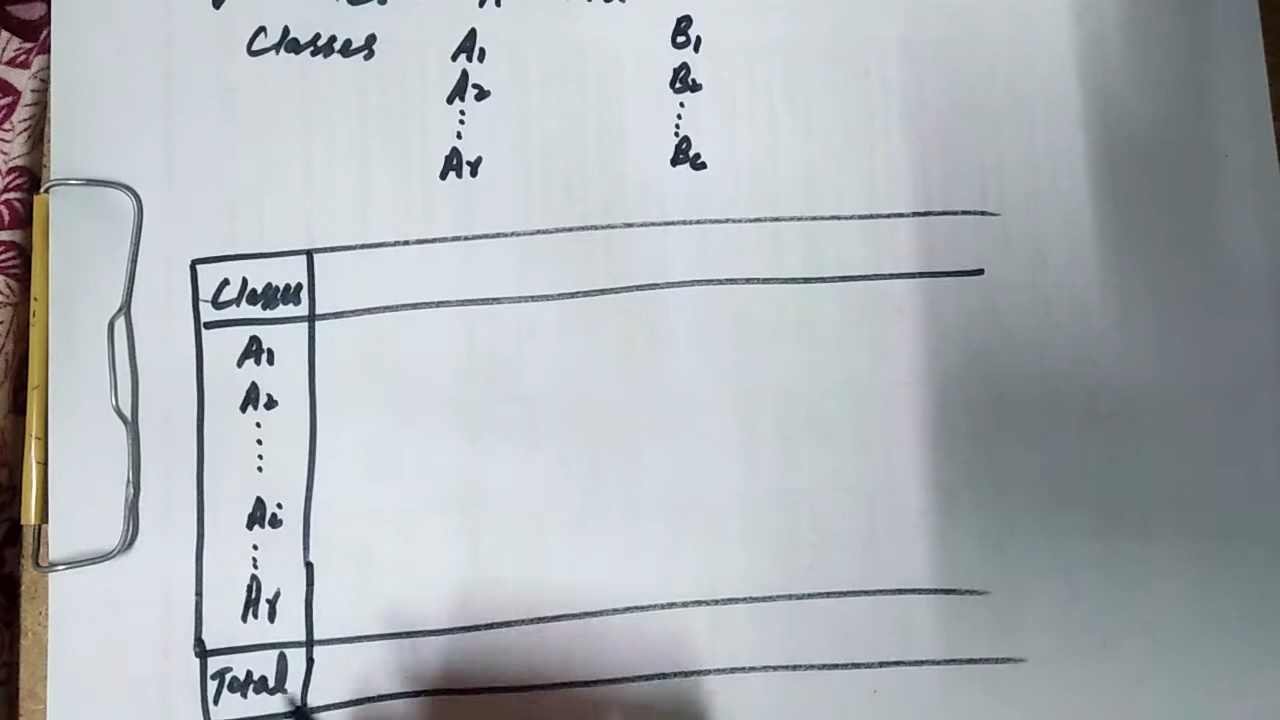 Classes A1 B1
A2 B2
⋮ ⋮
Ar Bc
Classes
A1
A2
⋮
Ai
⋮
Ar
Total